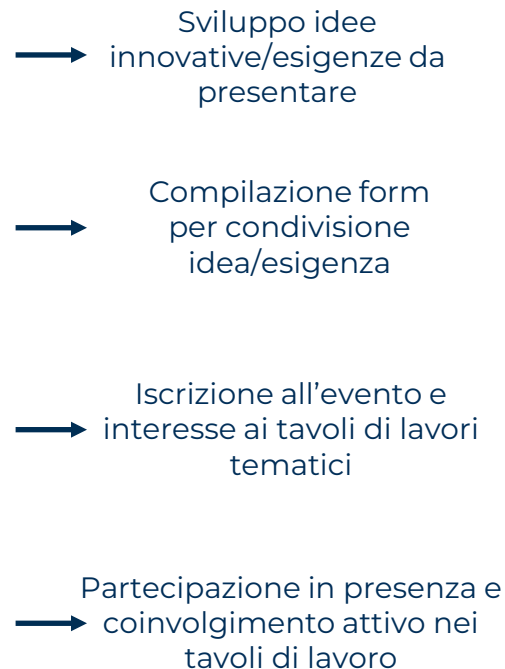 Sviluppo idee
innovative/esigenze da
presentare
Compilazione form
per condivisione
idea/esigenza
Iscrizione all’evento e
interesse ai tavoli di lavori
tematici
Partecipazione in presenza e
coinvolgimento attivo nei
tavoli di lavoro